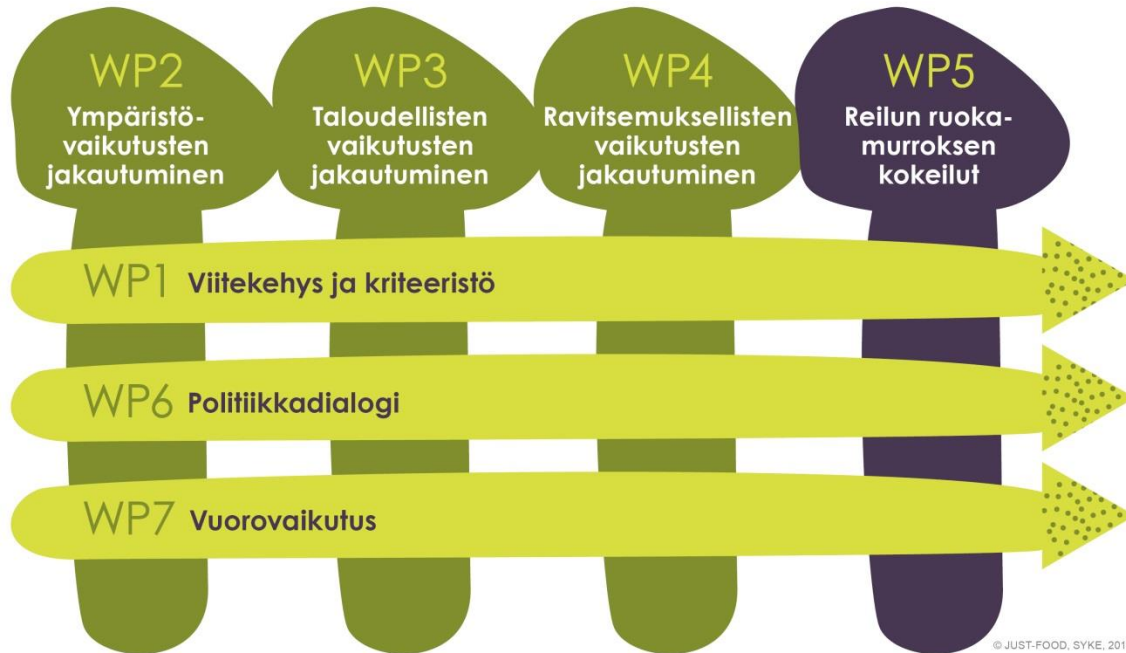 WP2
Ympäristö-
vaikutusten
jakautuminen
WP3
Taloudellisten
vaikutusten
jakautuminen
WP4
Ravitsemuksellisten
vaikutusten
jakautuminen
WP5
Reilun ruoka-
murroksen
kokeilut
WP1 Viitekehys ja kriteeristö
WP6 Politiikkadialogi
WP7 Vuorovaikutus
© JUST-FOOD, SYKE, 201